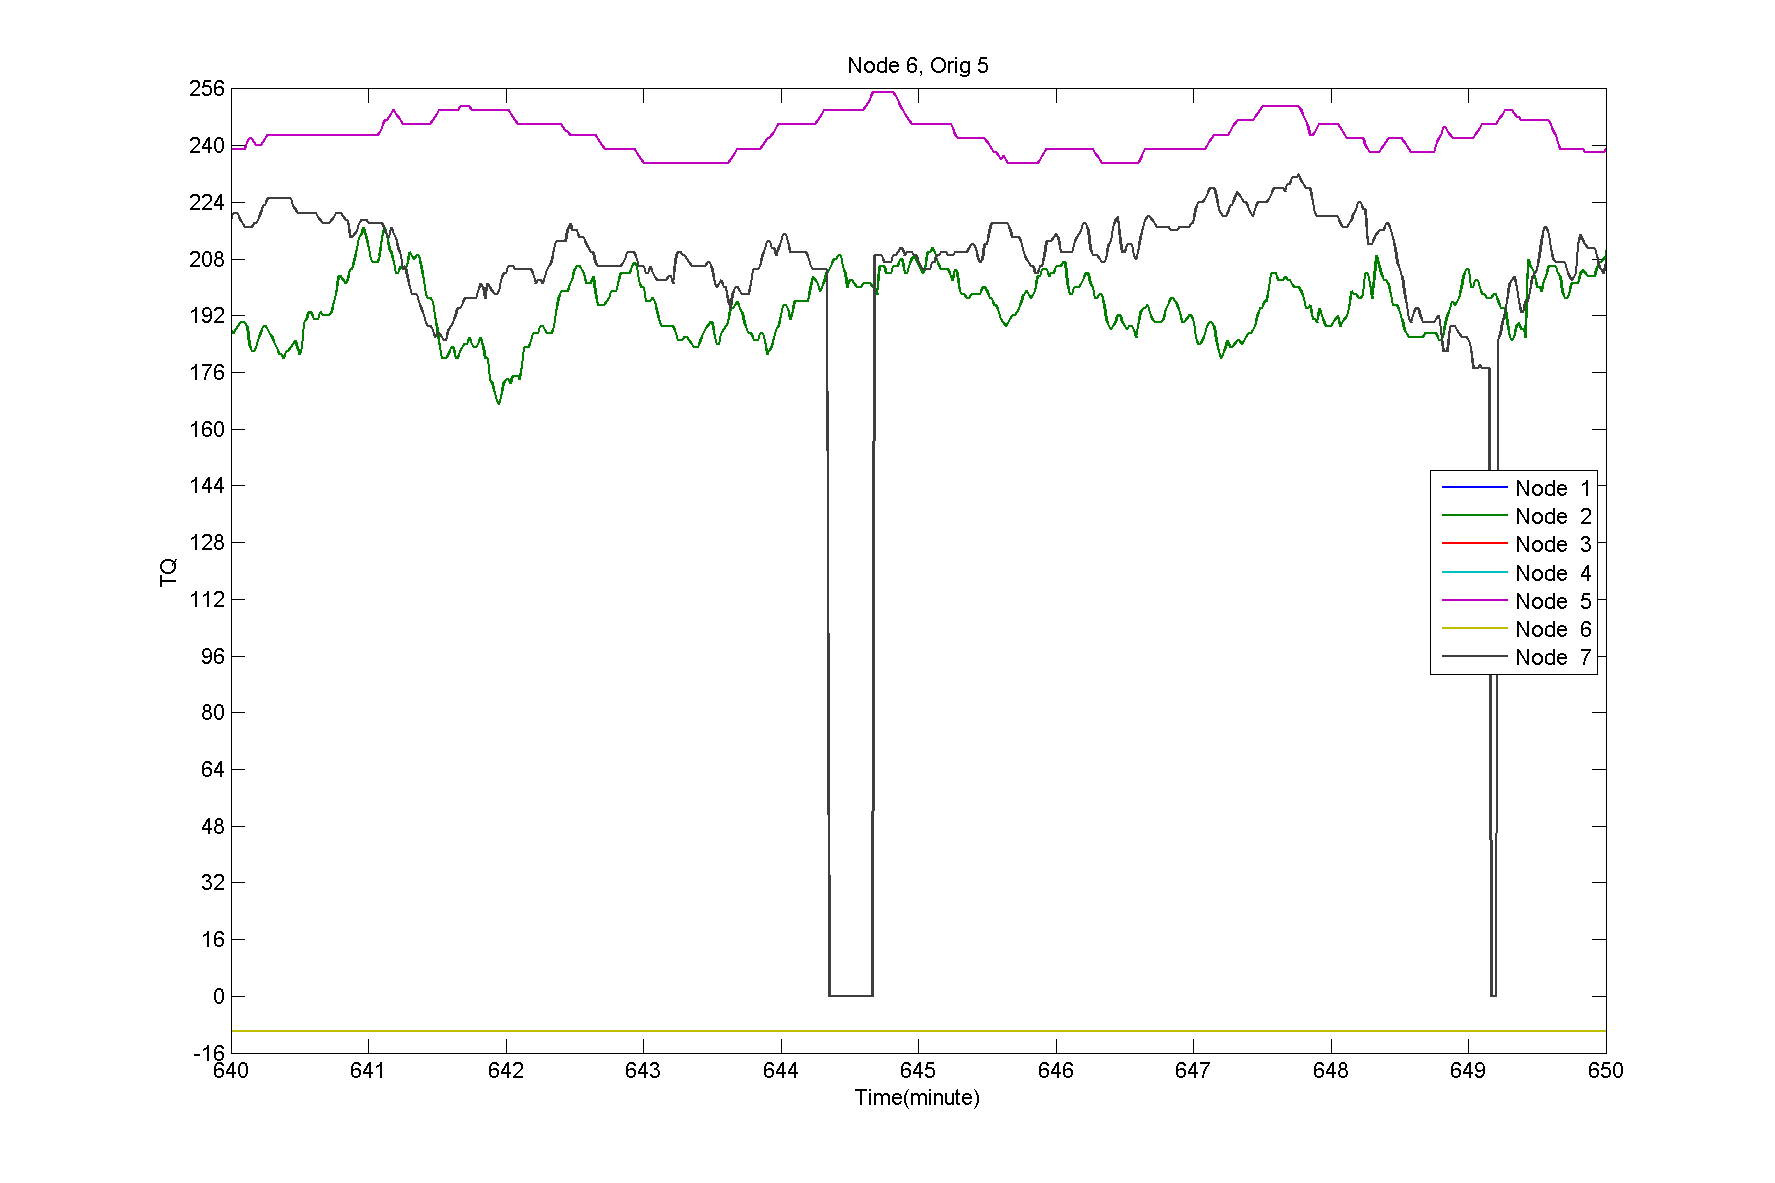 Node 6, Orig 5
256
240
224
208
192
176
160
144
128
112
96
80
64
48
32
16
0
-16
TQ
Node 1
Node 2
Node 3
Node 4
Node 5
Node 6
Node 7
640 641 642 643 644 645 646 647 648 649 650
Time(minute)